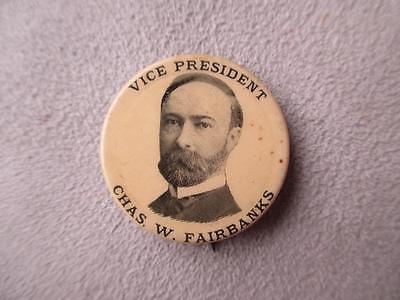 VICE PRESIDENT
CHAS. W. FAIRBANKS